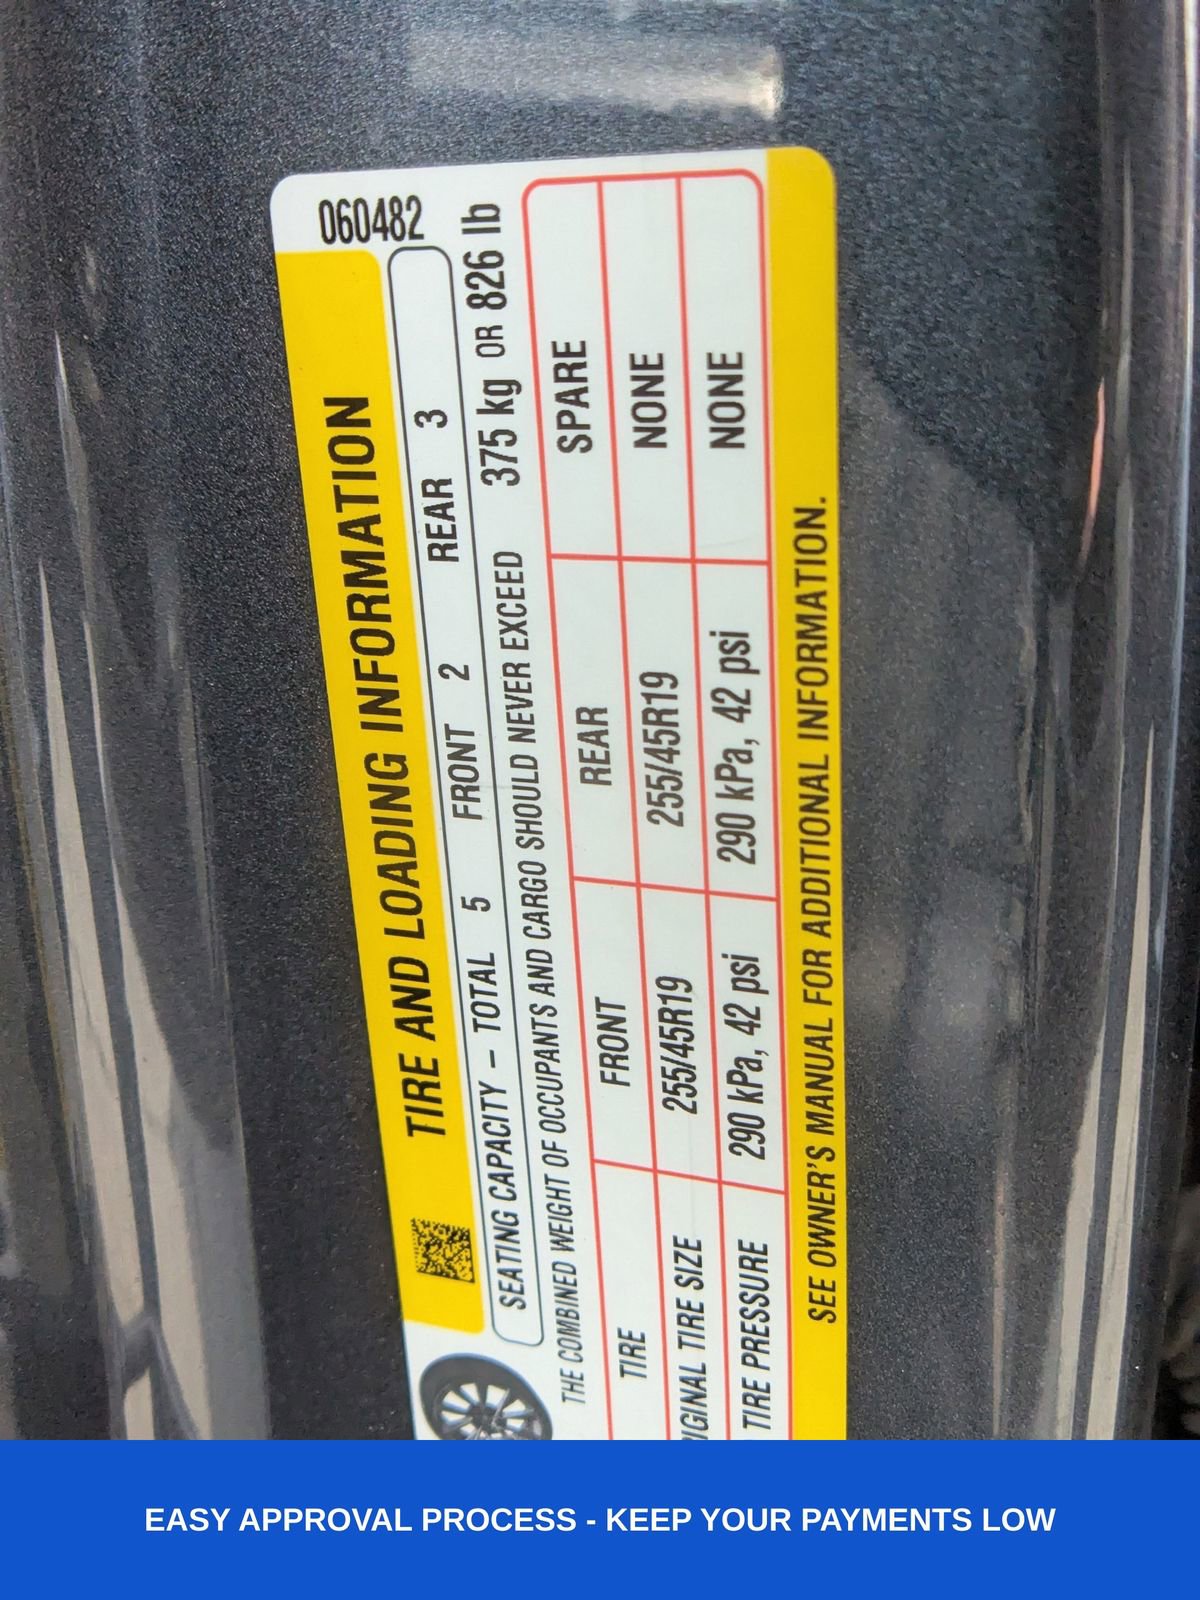 060482
TIRE AND LOADING INFORMATION
SEATING CAPACITY – TOTAL 5 FRONT 2 REAR 3
THE COMBINED WEIGHT OF OCCUPANTS AND CARGO SHOULD NEVER EXCEED 375 kg OR 826 lb
TIRE FRONT REAR SPARE
RIGINAL TIRE SIZE 255/45R19 255/45R19 NONE
TIRE PRESSURE 290 kPa, 42 psi 290 kPa, 42 psi NONE
SEE OWNER'S MANUAL FOR ADDITIONAL INFORMATION.
EASY APPROVAL PROCESS - KEEP YOUR PAYMENTS LOW